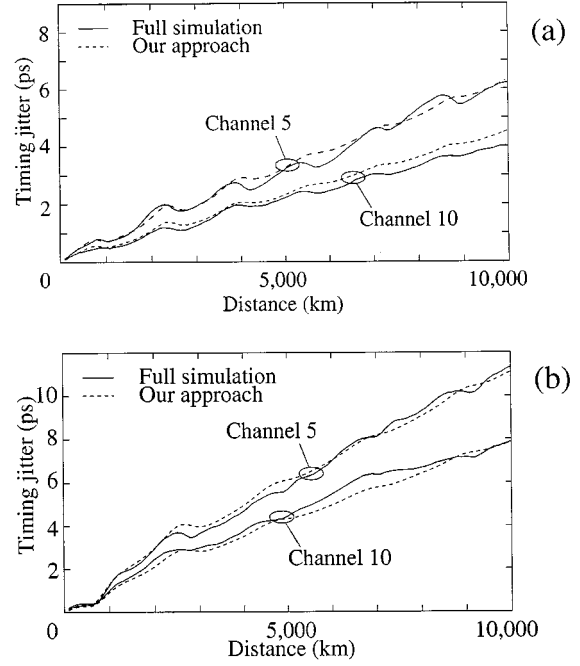 8
Full simulation
Our approach
(a)
6
Channel 5
4
2
Channel 10
0
5,000
10,000
Timing jitter (ps)
Distance (km)
Full simulation
Our approach
(b)
10
Channel 5
8
6
4
Channel 10
2
0
5,000
10,000
Timing jitter (ps)
Distance (km)